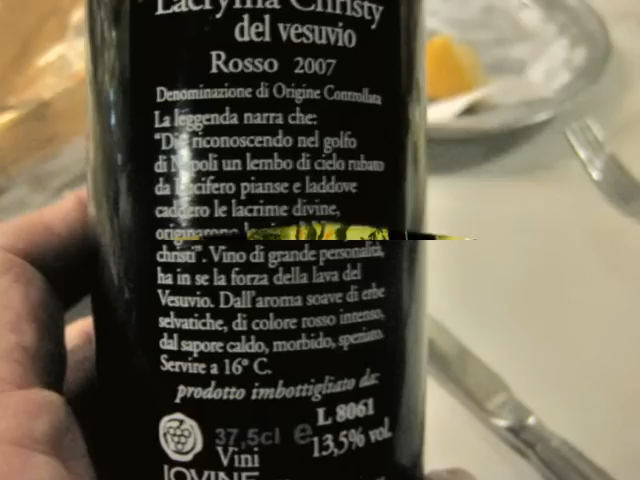 Lacryma Christy
del vesuvio
Rosso 2007
Denominazione di Origine Controllata
La leggenda narra che:
"Dio riconoscendo nel golfo
di Napoli un lembo di cielo rubato
da Lucifero pianse e laddove
caddero le lacrime divine,
christi". Vino di grande personalità,
ha in se la forza della lava del
Vesuvio. Dall'aroma soave di erbe
selvatiche, di colore rosso intenso,
dal sapore caldo, morbido, speziato.
Servire a 16° C.
prodotto imbottigliato da:
L 8061
37,5cl e 13,5% vol.
Vini
IOVINE